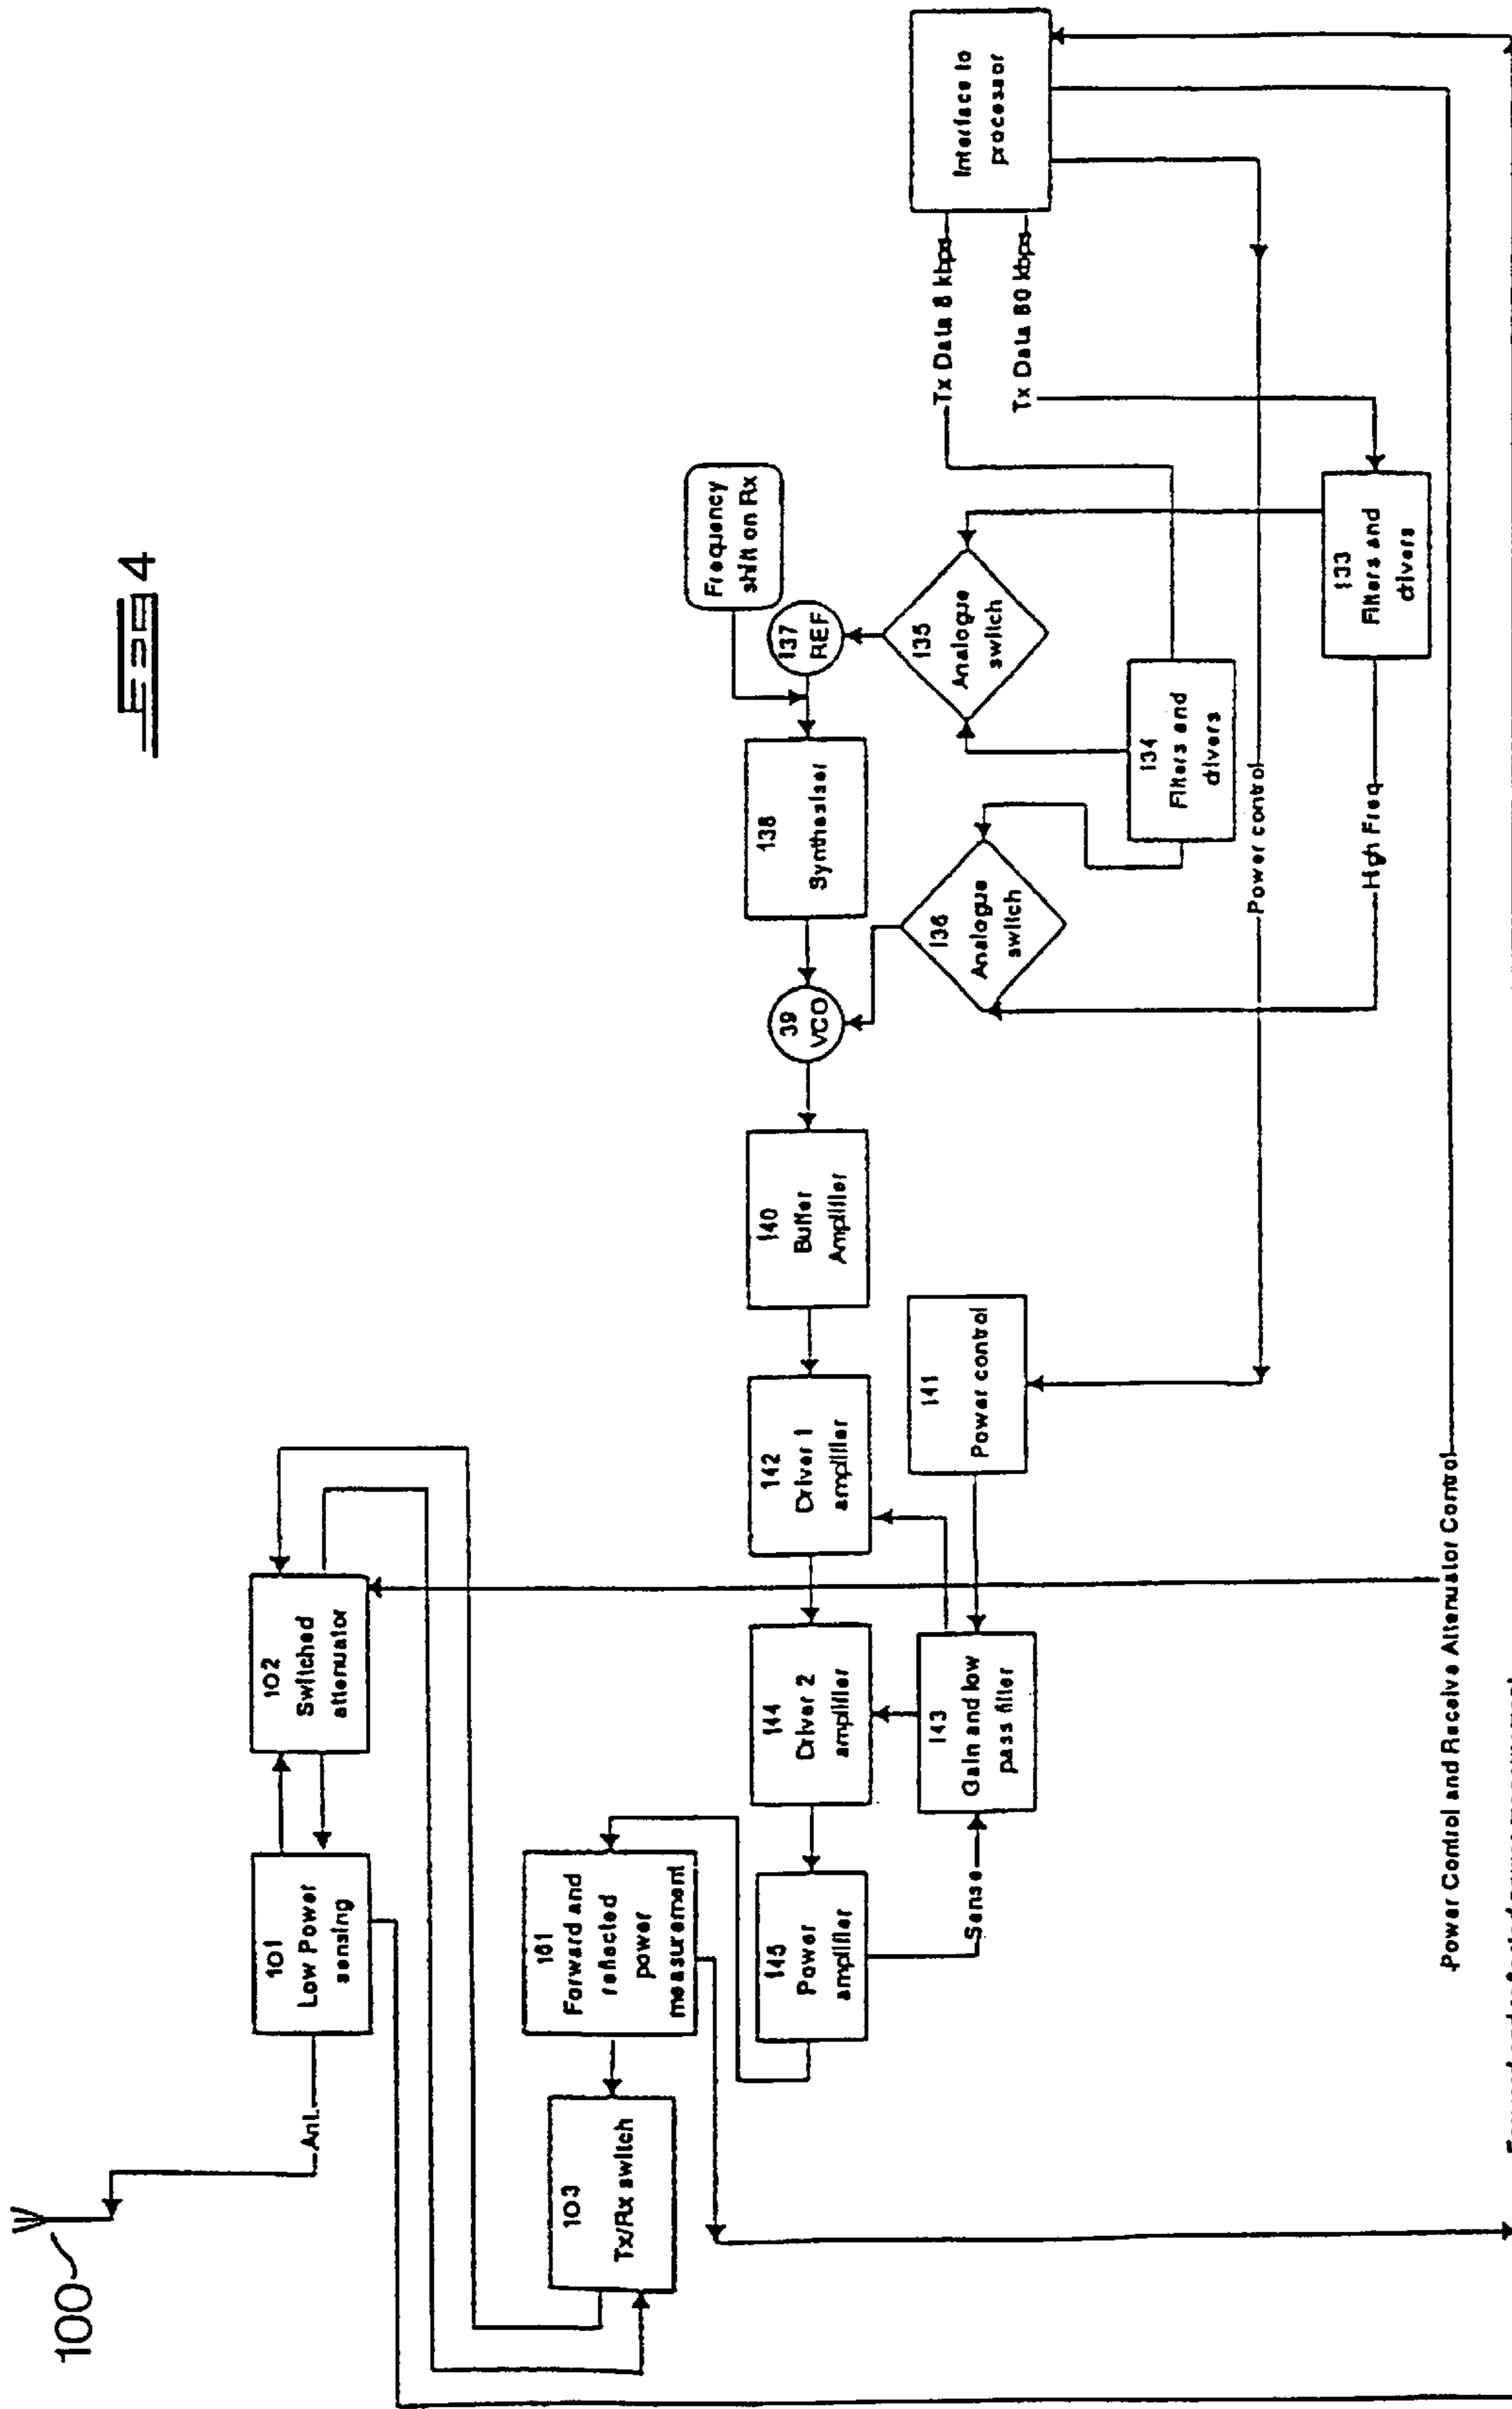 4
100
Ant.
101
Low Power
sensing
102
Switched
attenuator
103
Tx/Rx switch
161
Forward and
reflected
power
measurement
145
Power
amplifier
144
Driver 2
amplifier
142
Driver 1
amplifier
140
Buffer
Amplifier
39
VCO
138
Synthesiser
137
REF
Frequency
shift on Rx
Sense
143
Gain and low
pass filter
141
Power control
136
Analogue
switch
135
Analogue
switch
134
Filters and
drivers
133
Filters and
drivers
Tx Data 8 kbps
Tx Data 80 kbps
Interface to
processor
Power control
High Freq
Power Control and Receive Attenuator Control